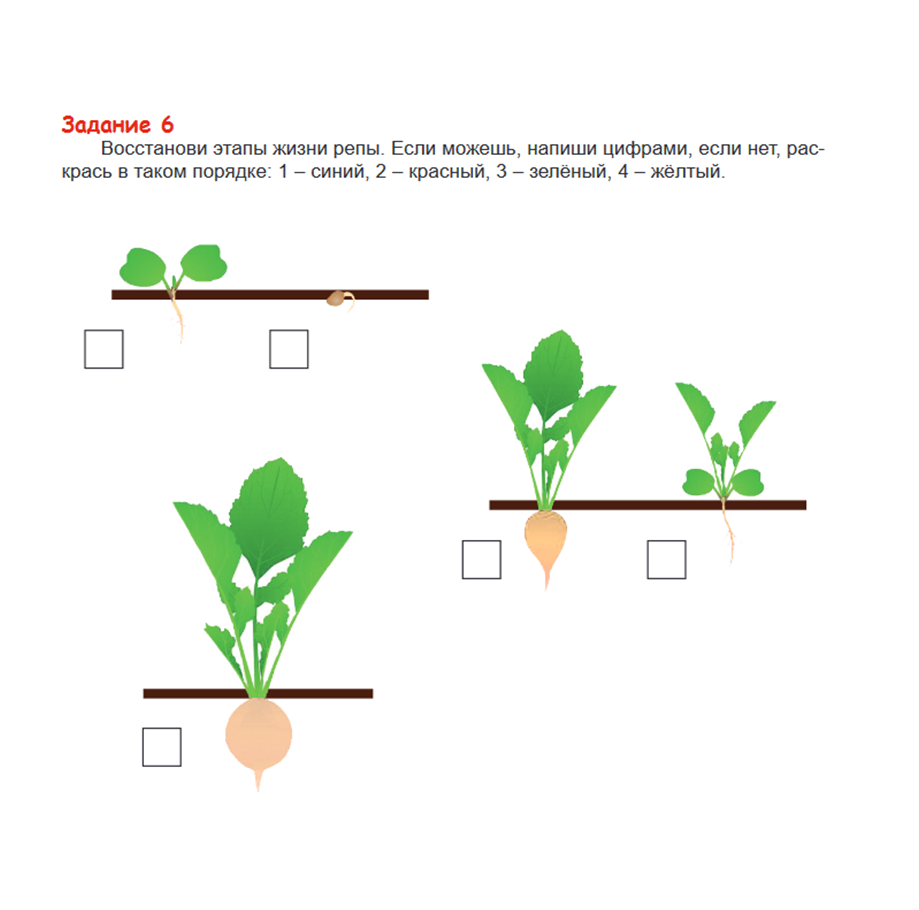 Задание 6
Восстанови этапы жизни репы. Если можешь, напиши цифрами, если нет, рас-
крась в таком порядке: 1 – синий, 2 – красный, 3 – зелёный, 4 – жёлтый.